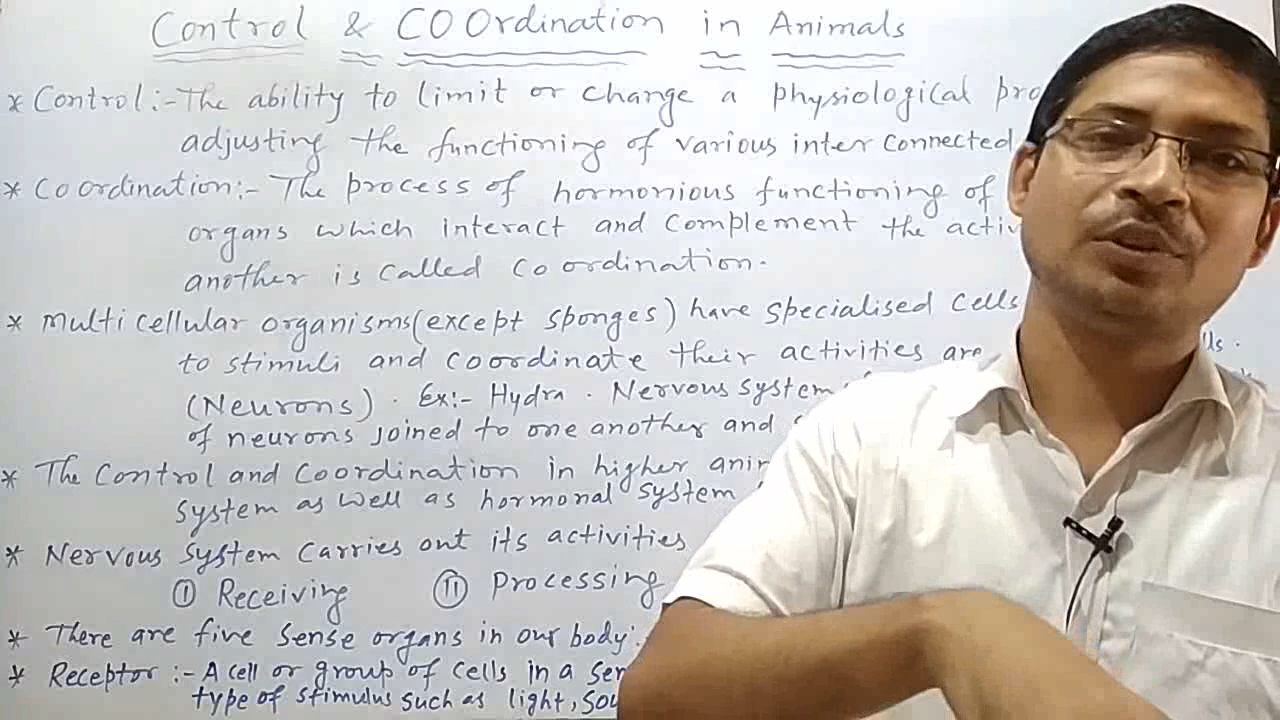 Control & COOrdination in Animals
* Control:- The ability to limit or change a physiological pro
adjusting the functioning of various inter connected
* Coordination:- The process of hormonious functioning of
organs which interact and complement the activ
another is called coordination.
* Multicellular organisms (except sponges) have specialised cells
to stimuli and coordinate their activities are
(Neurons). Ex:- Hydra. Nervous system
of neurons joined to one another and
* The Control and Coordination in higher anim
system as well as hormonal system
* Nervous System Carries out its activities
(I) Receiving (II) Processing
* There are five sense organs in our body:
* Receptor:- A cell or group of cells in a sen
type of stimulus such as light, sou